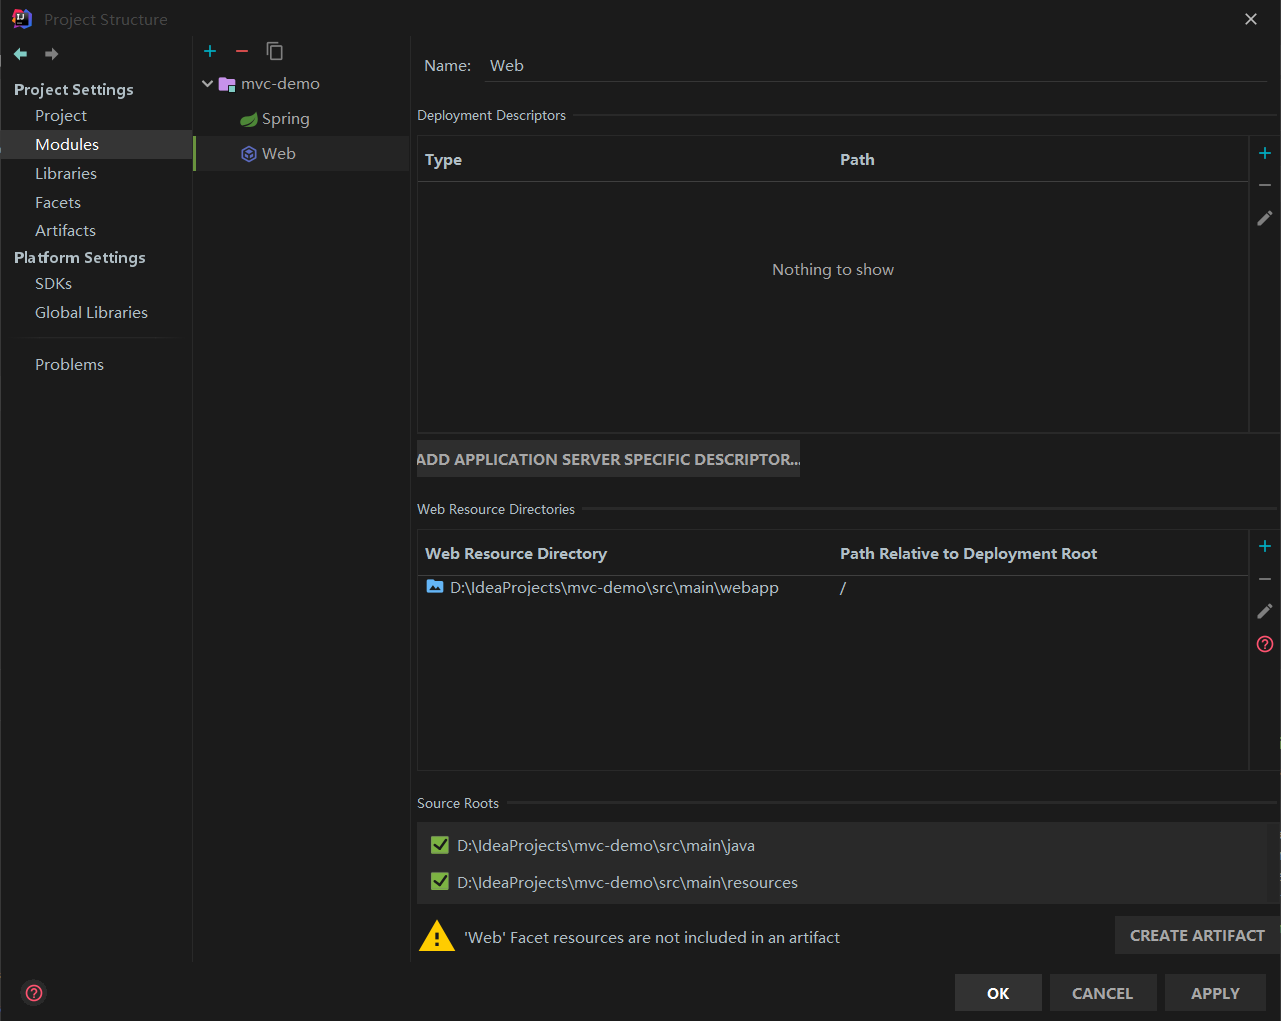 Project Structure
Project Settings
Project
Modules
Libraries
Facets
Artifacts
Platform Settings
SDKs
Global Libraries
Problems
mvc-demo
Spring
Web
Name: Web
Deployment Descriptors
Type Path
Nothing to show
ADD APPLICATION SERVER SPECIFIC DESCRIPTOR...
Web Resource Directories
Web Resource Directory Path Relative to Deployment Root
D:\IdeaProjects\mvc-demo\src\main\webapp /
Source Roots
D:\IdeaProjects\mvc-demo\src\main\java
D:\IdeaProjects\mvc-demo\src\main\resources
'Web' Facet resources are not included in an artifact
CREATE ARTIFACT
OK CANCEL APPLY